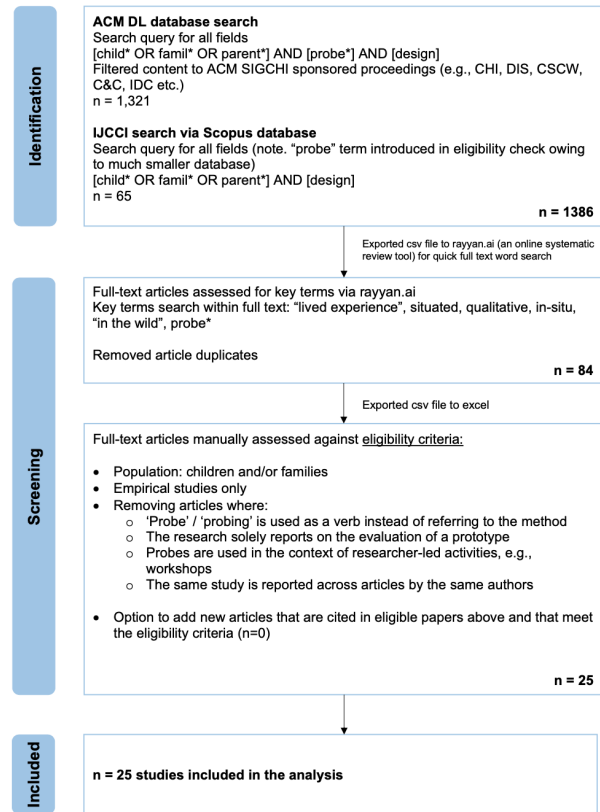 Identification
ACM DL database search
Search query for all fields
[child* OR famil* OR parent*] AND [probe*] AND [design]
Filtered content to ACM SIGCHI sponsored proceedings (e.g., CHI, DIS, CSCW,
C&C, IDC etc.)
n = 1,321
IJCCI search via Scopus database
Search query for all fields (note. “probe” term introduced in eligibility check owing
to much smaller database)
[child* OR famil* OR parent*] AND [design]
n = 65
n = 1386
Exported csv file to rayyan.ai (an online systematic
review tool) for quick full text word search
Screening
Full-text articles assessed for key terms via rayyan.ai
Key terms search within full text: “lived experience”, situated, qualitative, in-situ,
“in the wild”, probe*
Removed article duplicates
n = 84
Exported csv file to excel
Full-text articles manually assessed against eligibility criteria:
• Population: children and/or families
• Empirical studies only
• Removing articles where:
o ‘Probe’ / ‘probing’ is used as a verb instead of referring to the method
o The research solely reports on the evaluation of a prototype
o Probes are used in the context of researcher-led activities, e.g.,
workshops
o The same study is reported across articles by the same authors
• Option to add new articles that are cited in eligible papers above and that meet
the eligibility criteria (n=0)
n = 25
Included
n = 25 studies included in the analysis